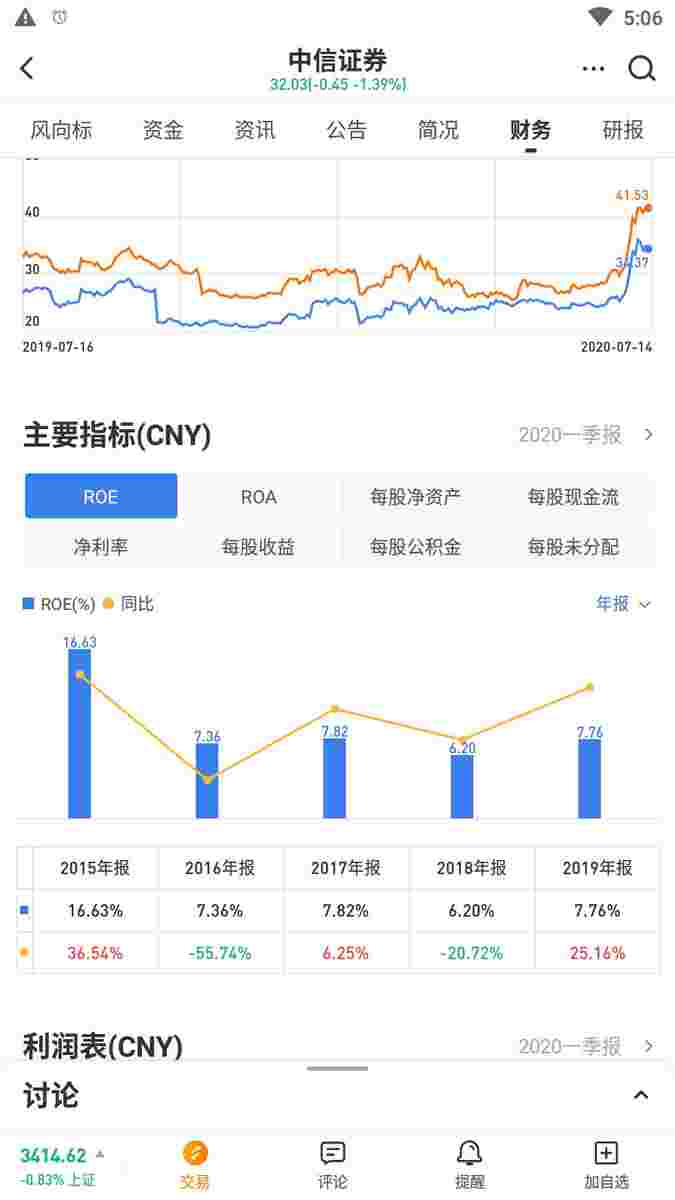 5:06
中信证券
32.03(-0.45 -1.39%)
风向标 资金 资讯 公告 简况 财务 研报
41.53
40
34.37
30
20
2019-07-16 2020-07-14
主要指标(CNY) 2020一季报
ROE ROA 每股净资产 每股现金流
净利率 每股收益 每股公积金 每股未分配
ROE(%) 同比 年报
16.63
7.36 7.82 6.20 7.76
2015年报 2016年报 2017年报 2018年报 2019年报
16.63% 7.36% 7.82% 6.20% 7.76%
36.54% -55.74% 6.25% -20.72% 25.16%
利润表(CNY) 2020一季报
讨论
3414.62
-0.83% 上证
交易 评论 提醒 加自选